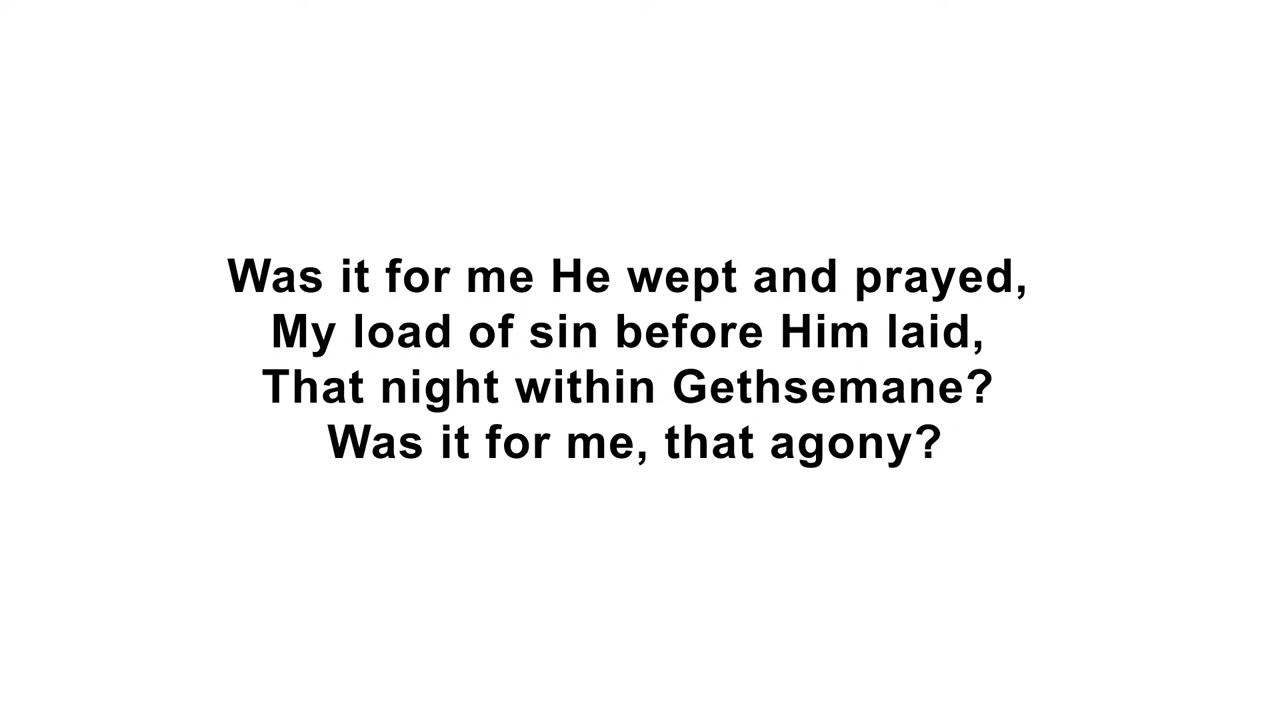 Was it for me He wept and prayed,
My load of sin before Him laid,
That night within Gethsemane?
Was it for me, that agony?